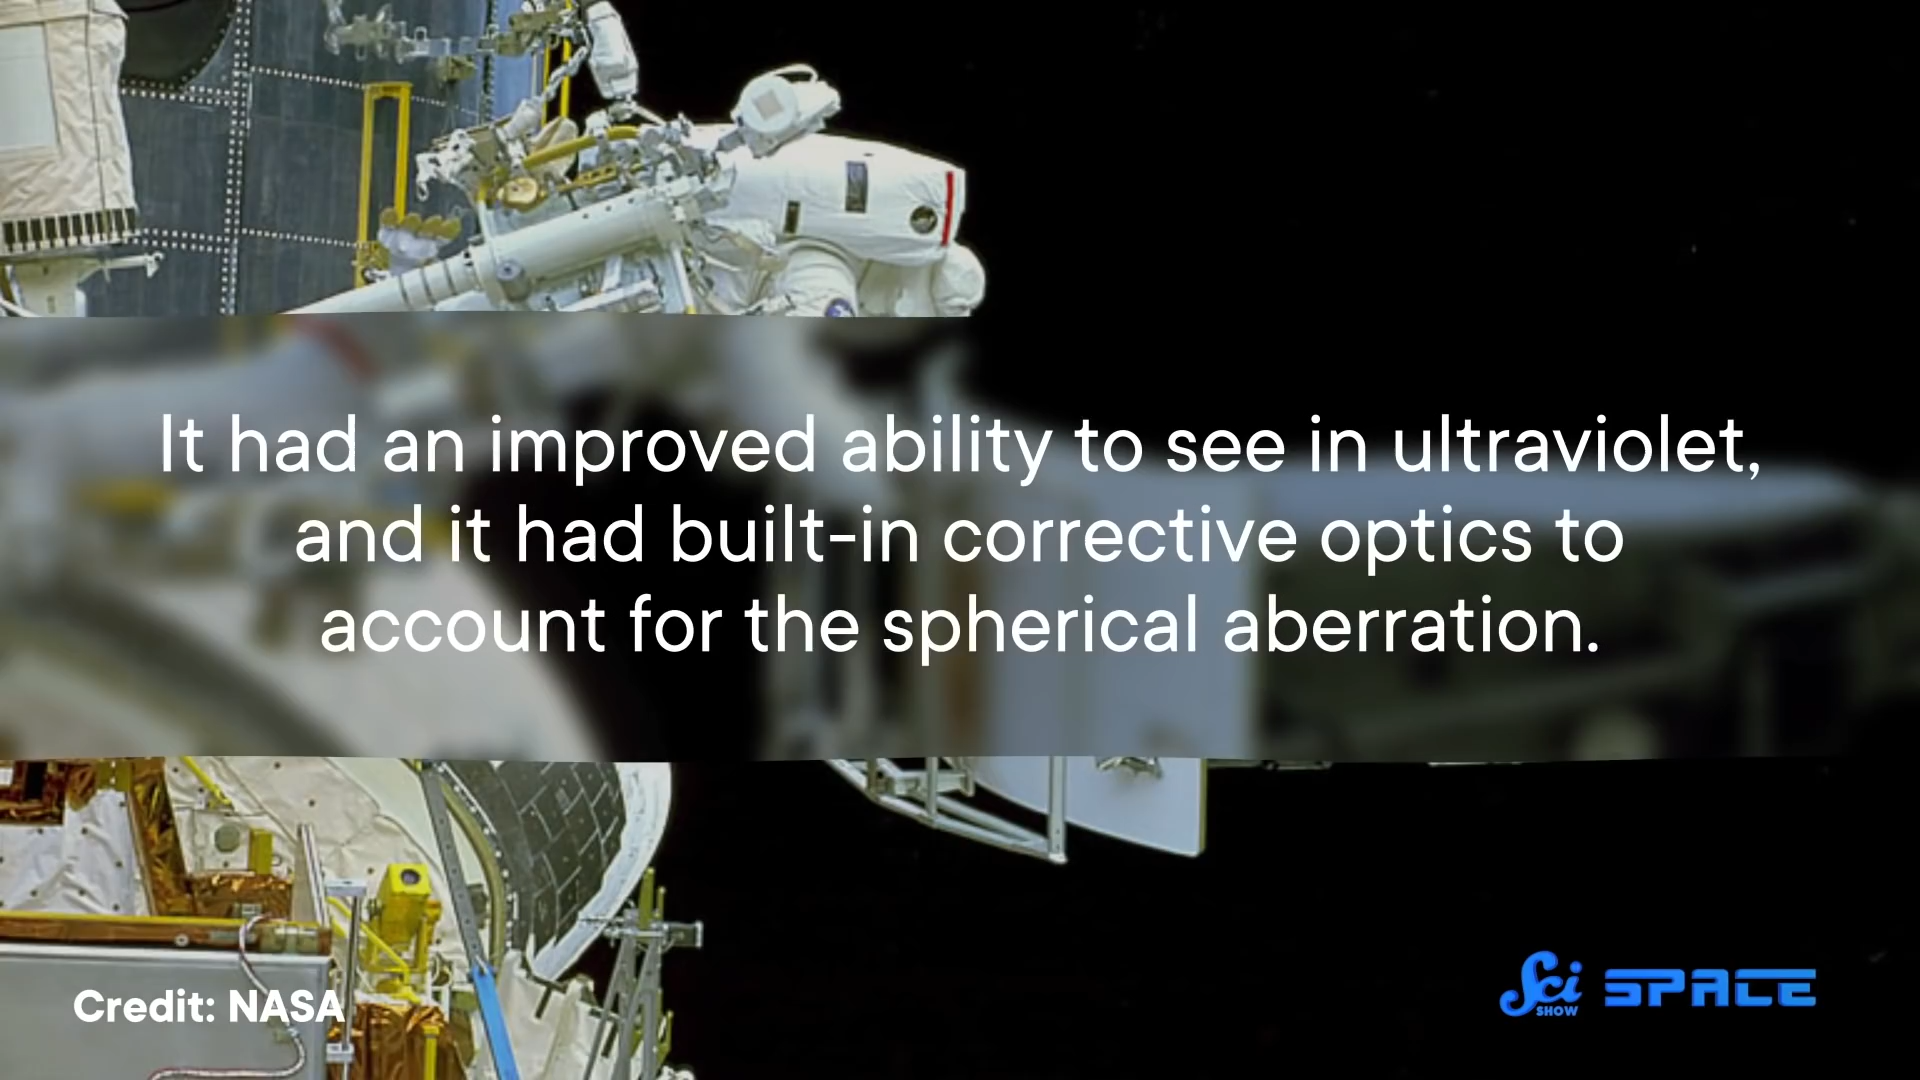 It had an improved ability to see in ultraviolet,
and it had built-in corrective optics to
account for the spherical aberration.
Credit: NASA
Sci SHOW SPACE